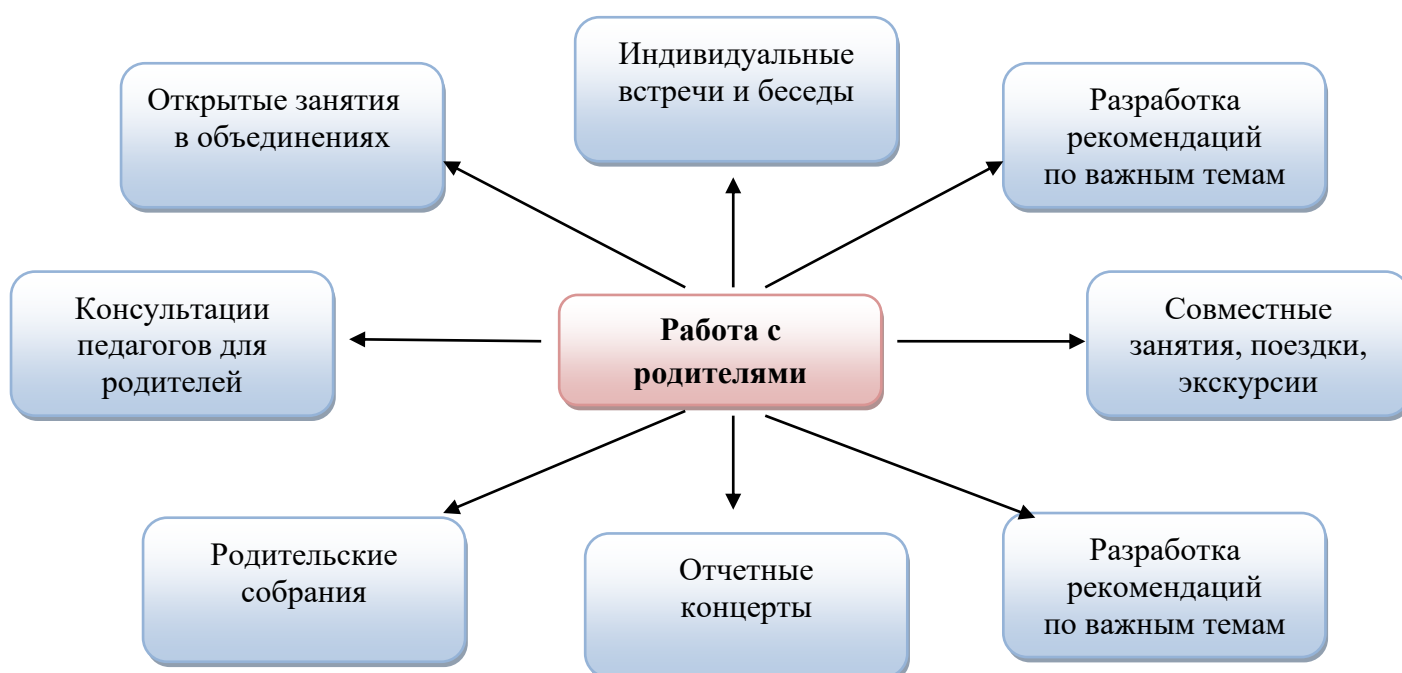 Индивидуальные
встречи и беседы
Открытые занятия
в объединениях
Разработка
рекомендаций
по важным темам
Консультации
педагогов для
родителей
Работа с
родителями
Совместные
занятия, поездки,
экскурсии
Родительские
собрания
Отчетные
концерты
Разработка
рекомендаций
по важным темам